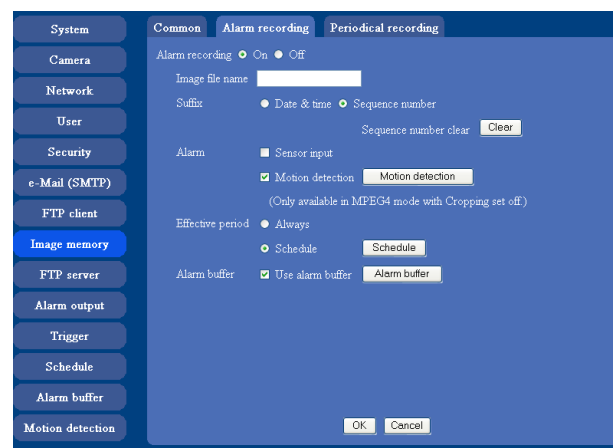 System
Camera
Network
User
Security
e-Mail (SMTP)
FTP client
Image memory
FTP server
Alarm output
Trigger
Schedule
Alarm buffer
Motion detection
Common Alarm recording Periodical recording
Alarm recording On Off
Image file name
Suffix Date & time Sequence number
Sequence number clear Clear
Alarm Sensor input
Motion detection Motion detection
(Only available in MPEG4 mode with Cropping set off.)
Effective period Always
Schedule Schedule
Alarm buffer Use alarm buffer Alarm buffer
OK Cancel